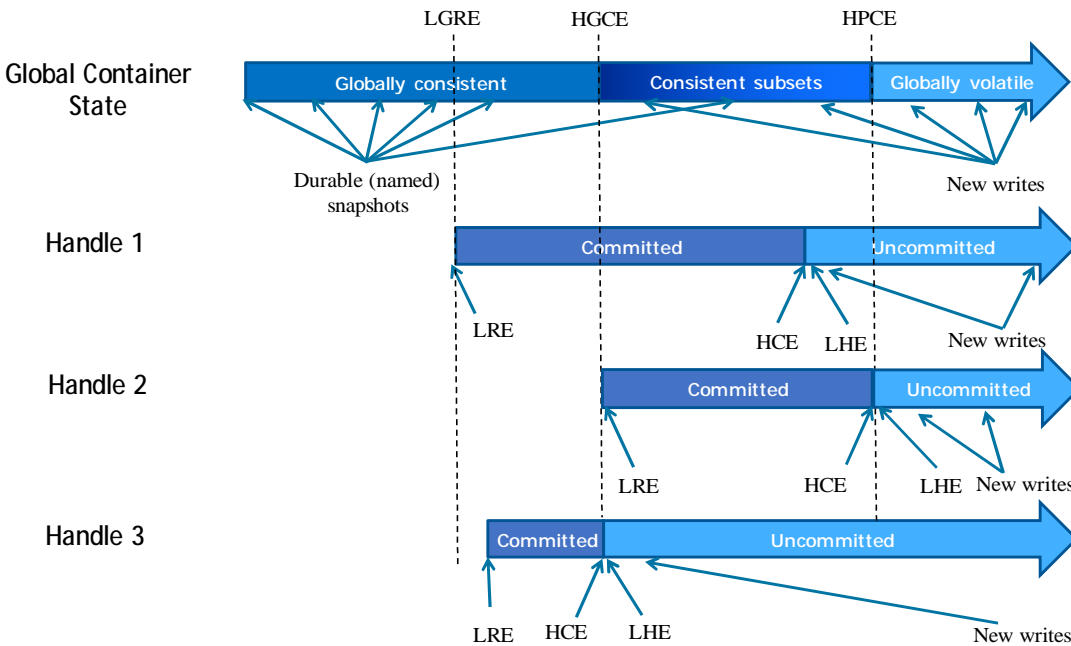 LGRE
HGCE
HPCE
Global Container
State
Globally consistent
Consistent subsets
Globally volatile
Durable (named)
snapshots
New writes
Handle 1
Committed
Uncommitted
LRE
HCE
LHE
New writes
Handle 2
Committed
Uncommitted
LRE
HCE
LHE
New writes
Handle 3
Committed
Uncommitted
LRE
HCE
LHE
New writes